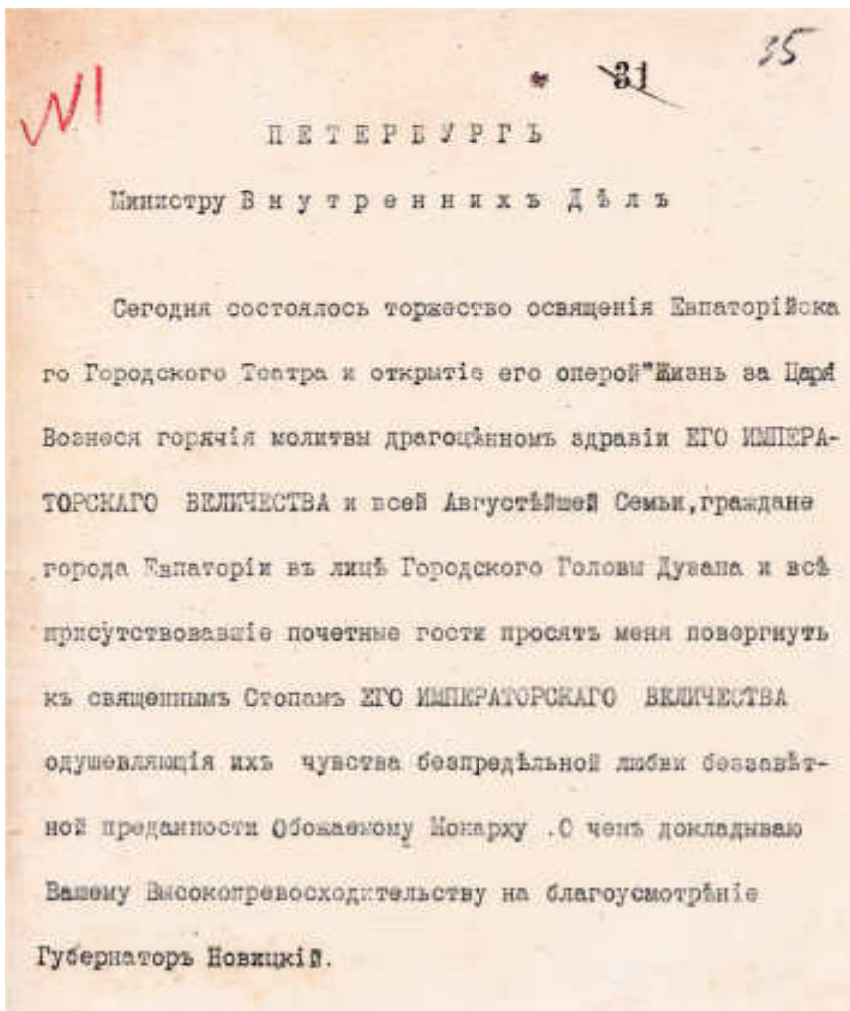 35
№1
31
ПЕТЕРБУРГЪ
Министру Внутреннихъ Дѣлъ
Сегодня состоялось торжество освященія Евпаторійска
го Городского Театра и открытіе его оперой"Жизнь за Царя
Вознеся горячія молитвы драгоцѣнномъ здравіи ЕГО ИМПЕРА-
ТОРСКАГО ВЕЛИЧЕСТВА и всей Августѣйшей Семьи,граждане
города Евпаторіи въ лицѣ Городского Головы Дувана и всѣ
присутствовавшіе почетные гости просятъ меня повергнуть
къ священнымъ Стопамъ ЕГО ИМПЕРАТОРСКАГО ВЕЛИЧЕСТВА
одушевляющія ихъ чувства безпредѣльной любви беззавѣт-
ной преданности Обожаемому Монарху .О чемъ докладываю
Вашему Высокопревосходительству на благоусмотрѣніе
Губернаторъ Новицкій.